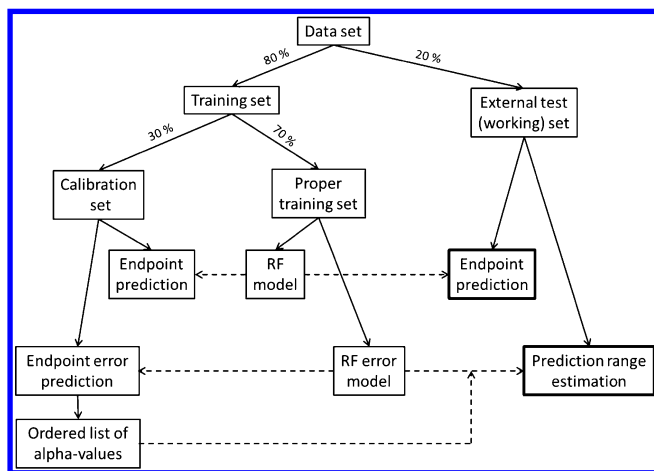 Data set
80 %
20 %
Training set
External test
(working) set
30 %
70 %
Calibration
set
Proper
training set
Endpoint
prediction
RF
model
Endpoint
prediction
Endpoint error
prediction
RF error
model
Prediction range
estimation
Ordered list of
alpha-values